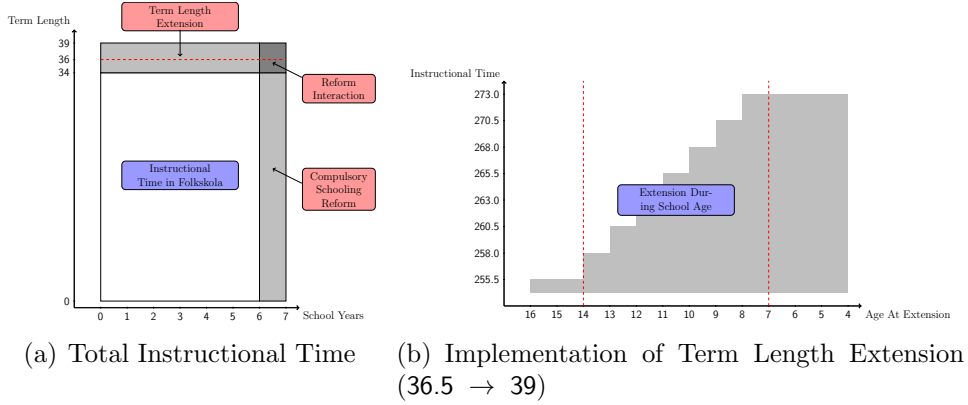 Term Length
39
36
34
0
Term Length
Extension
Reform
Interaction
Instructional
Time in Folkskola
Compulsory
Schooling
Reform
0 1 2 3 4 5 6 7 School Years
(a) Total Instructional Time
Instructional Time
273.0
270.5
268.0
265.5
263.0
260.5
258.0
255.5
Extension Dur-
ing School Age
16 15 14 13 12 11 10 9 8 7 6 5 4 Age At Extension
(b) Implementation of Term Length Extension
(36.5 → 39)